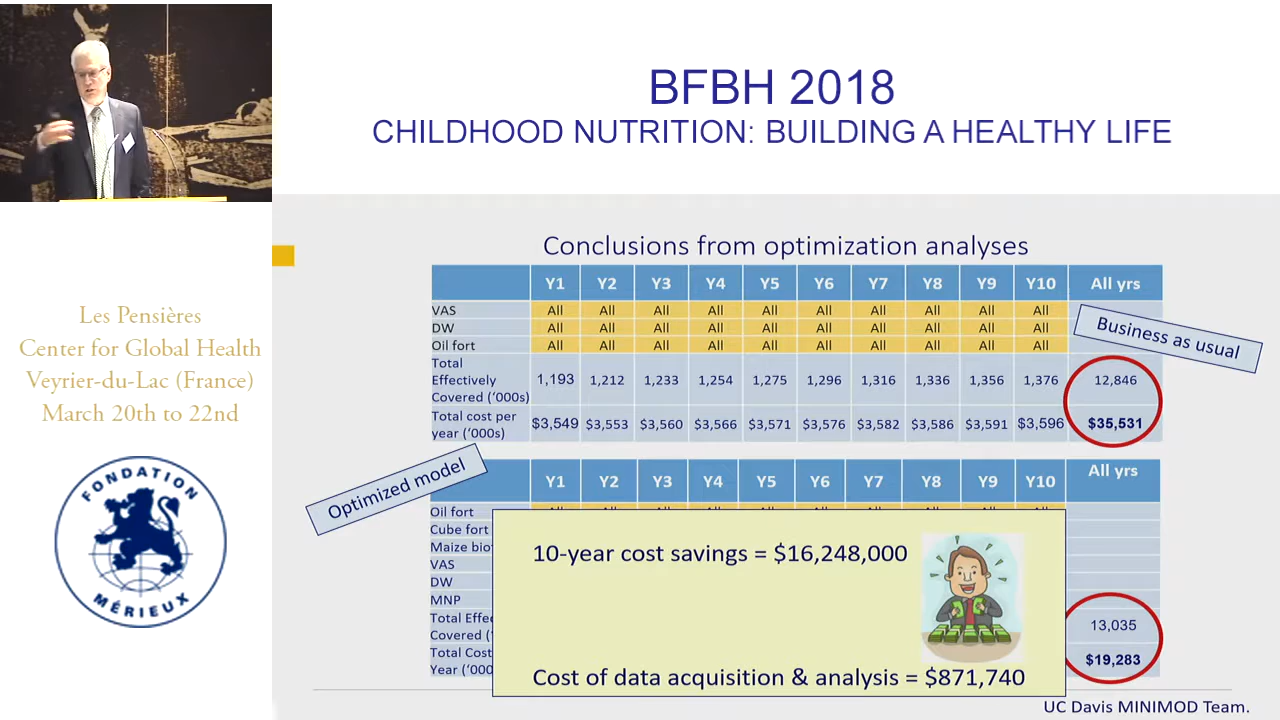 BFBH 2018
CHILDHOOD NUTRITION: BUILDING A HEALTHY LIFE
Les Pensières
Center for Global Health
Veyrier-du-Lac (France)
March 20th to 22nd
FONDATION
MÉRIEUX
Conclusions from optimization analyses
Y1 Y2 Y3 Y4 Y5 Y6 Y7 Y8 Y9 Y10 All yrs
VAS All All All All All All All All All All
DW All All All All All All All All All All
Oil fort All All All All All All All All All All
Business as usual
Total
Effectively
Covered ('000s) 1,193 1,212 1,233 1,254 1,275 1,296 1,316 1,336 1,356 1,376 12,846
Total cost per
year ('000s) $3,549 $3,553 $3,560 $3,566 $3,571 $3,576 $3,582 $3,586 $3,591 $3,596 $35,531
Optimized model
Y1 Y2 Y3 Y4 Y5 Y6 Y7 Y8 Y9 Y10 All yrs
Oil fort
Cube fort
Maize
VAS
DW
MNP
Total
Covered 13,035
Total Cost
Year ('000 $19,283
10-year cost savings = $16,248,000
Cost of data acquisition & analysis = $871,740
UC Davis MINIMOD Team.